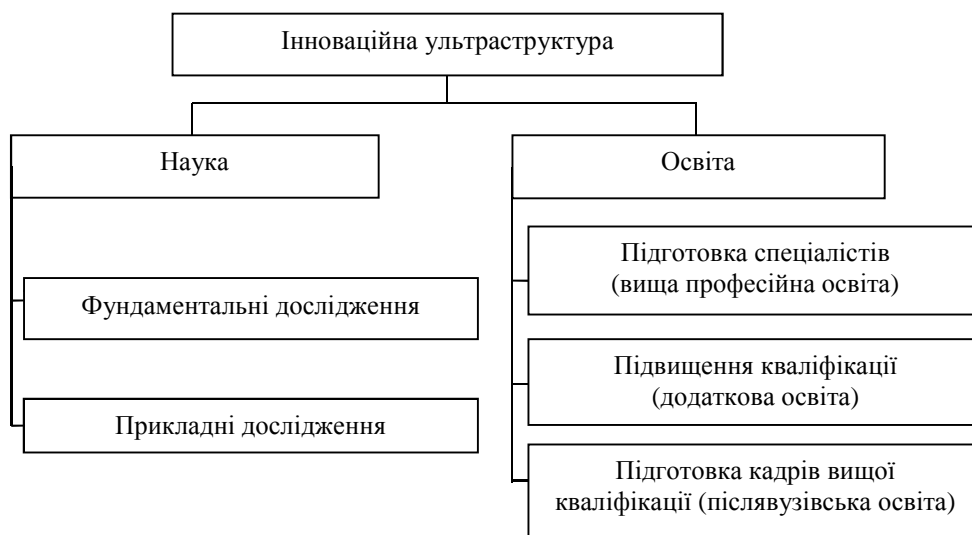 Інноваційна ультраструктура
Наука
Освіта
Фундаментальні дослідження
Прикладні дослідження
Підготовка спеціалістів
(вища професійна освіта)
Підвищення кваліфікації
(додаткова освіта)
Підготовка кадрів вищої
кваліфікації (післявузівська освіта)